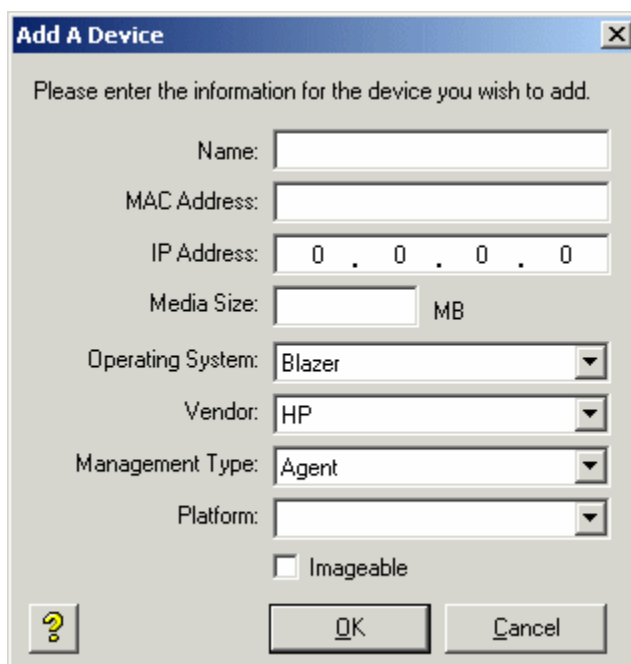 Add A Device
Please enter the information for the device you wish to add.
Name:
MAC Address:
IP Address: 0 . 0 . 0 . 0
Media Size: MB
Operating System: Blazer
Vendor: HP
Management Type: Agent
Platform:
Imageable
? OK Cancel